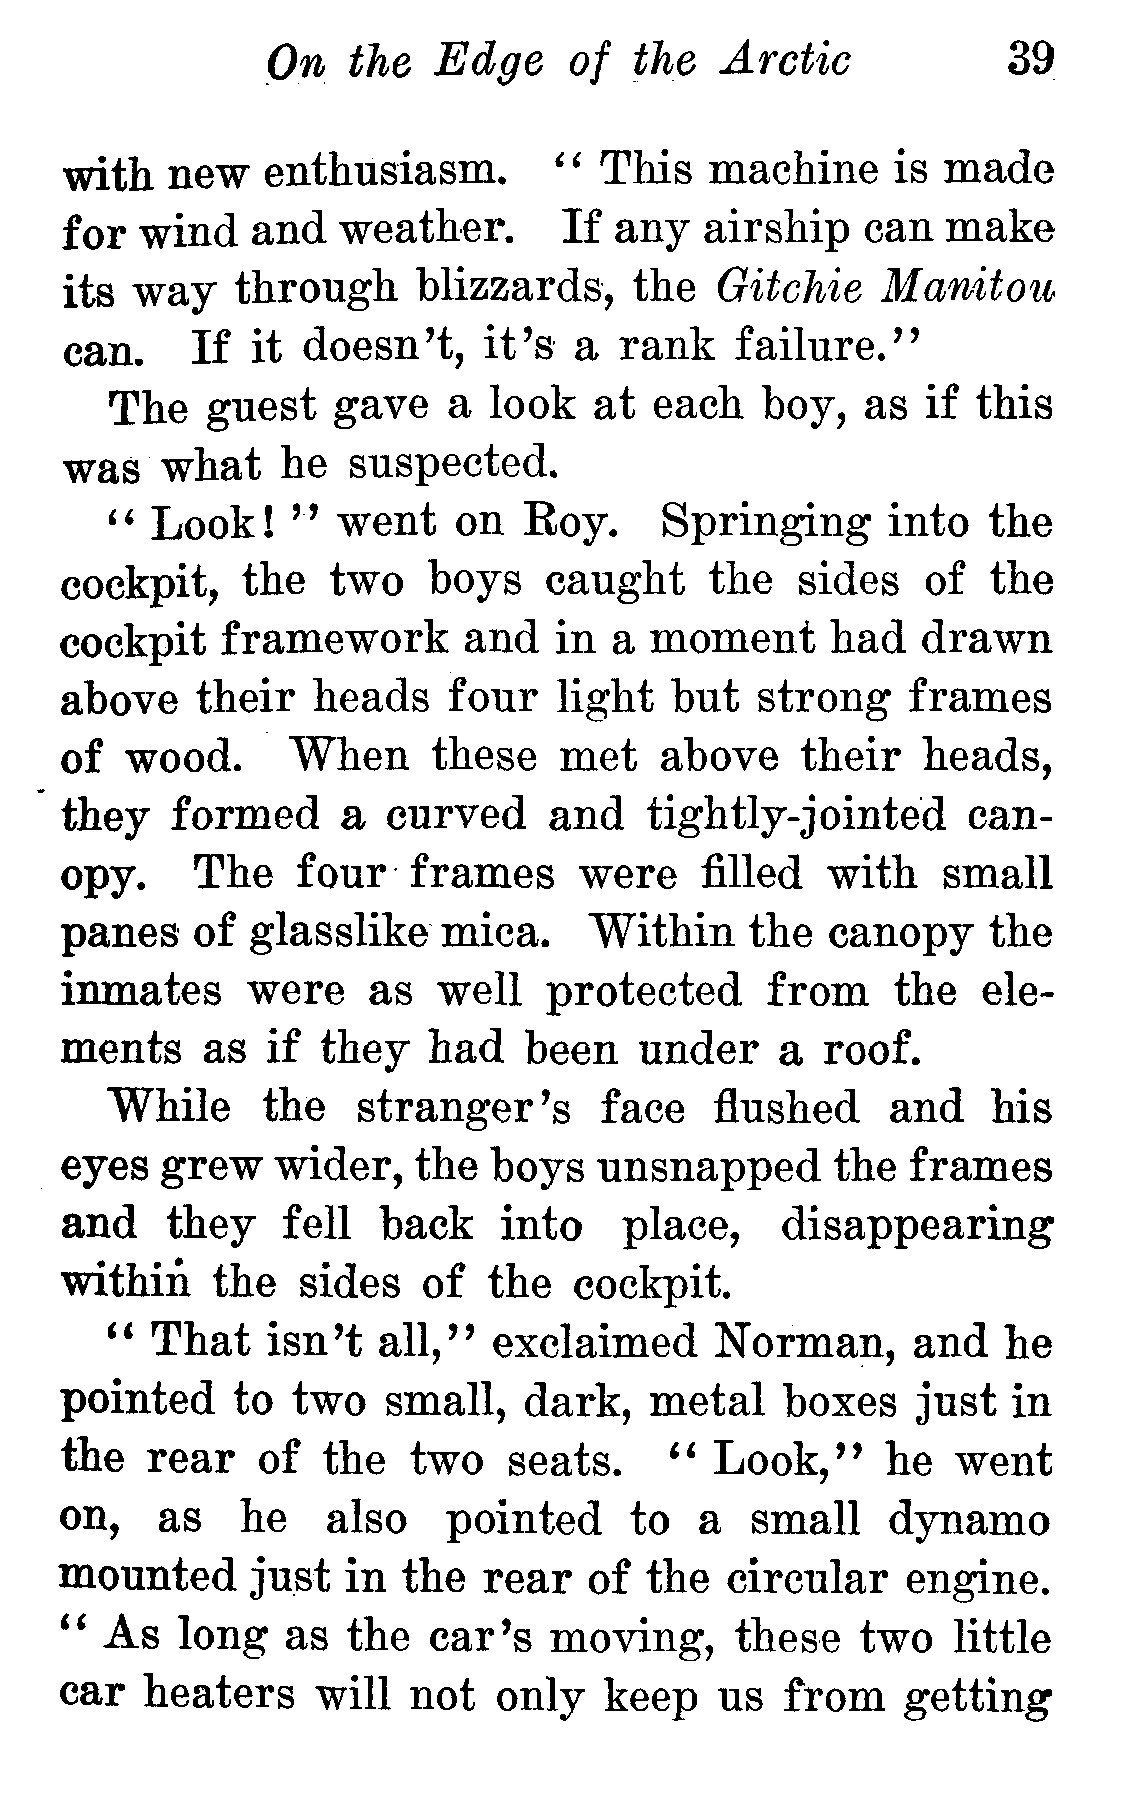 On the Edge of the Arctic 39
with new enthusiasm. "This machine is made
for wind and weather. If any airship can make
its way through blizzards, the Gitchie Manitou
can. If it doesn't, it's a rank failure."
The guest gave a look at each boy, as if this
was what he suspected.
"Look!" went on Roy. Springing into the
cockpit, the two boys caught the sides of the
cockpit framework and in a moment had drawn
above their heads four light but strong frames
of wood. When these met above their heads,
they formed a curved and tightly-jointed can-
opy. The four frames were filled with small
panes of glasslike mica. Within the canopy the
inmates were as well protected from the ele-
ments as if they had been under a roof.
While the stranger's face flushed and his
eyes grew wider, the boys unsnapped the frames
and they fell back into place, disappearing
within the sides of the cockpit.
"That isn't all," exclaimed Norman, and he
pointed to two small, dark, metal boxes just in
the rear of the two seats. "Look," he went
on, as he also pointed to a small dynamo
mounted just in the rear of the circular engine.
"As long as the car's moving, these two little
car heaters will not only keep us from getting